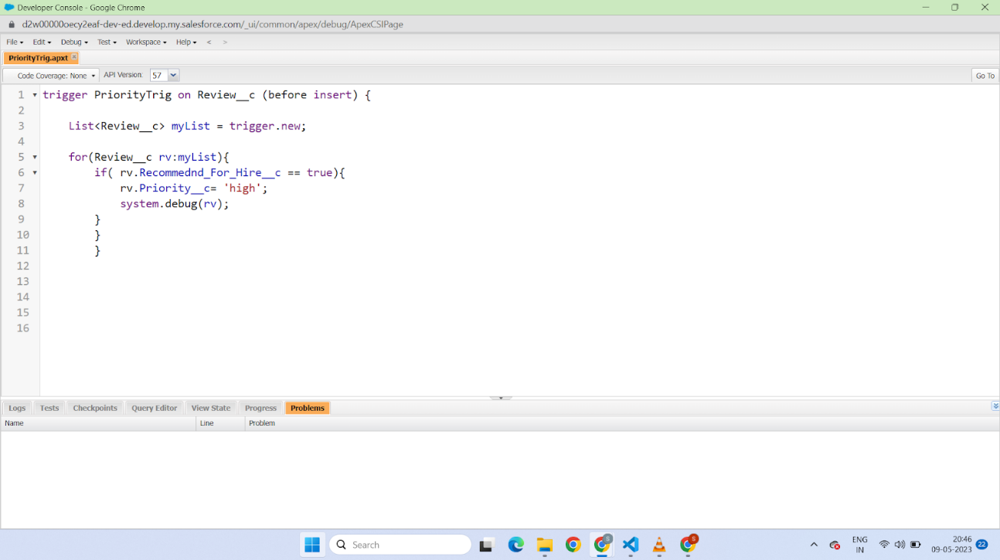 Developer Console - Google Chrome
d2w00000oecy2eaf-dev-ed.develop.my.salesforce.com/_ui/common/apex/debug/ApexCSIPage
File Edit Debug Test Workspace Help < >
PriorityTrig.apxt
Code Coverage: None API Version: 57 Go To
1 trigger PriorityTrig on Review__c (before insert) {
2
3 List<Review__c> myList = trigger.new;
4
5 for(Review__c rv:myList){
6 if( rv.Recommednd_For_Hire__c == true){
7 rv.Priority__c= 'high';
8 system.debug(rv);
9 }
10 }
11 }
12
13
14
15
16
Logs Tests Checkpoints Query Editor View State Progress Problems
Name Line Problem
Search
S
S
ENG
IN
20:46
09-05-2023
22